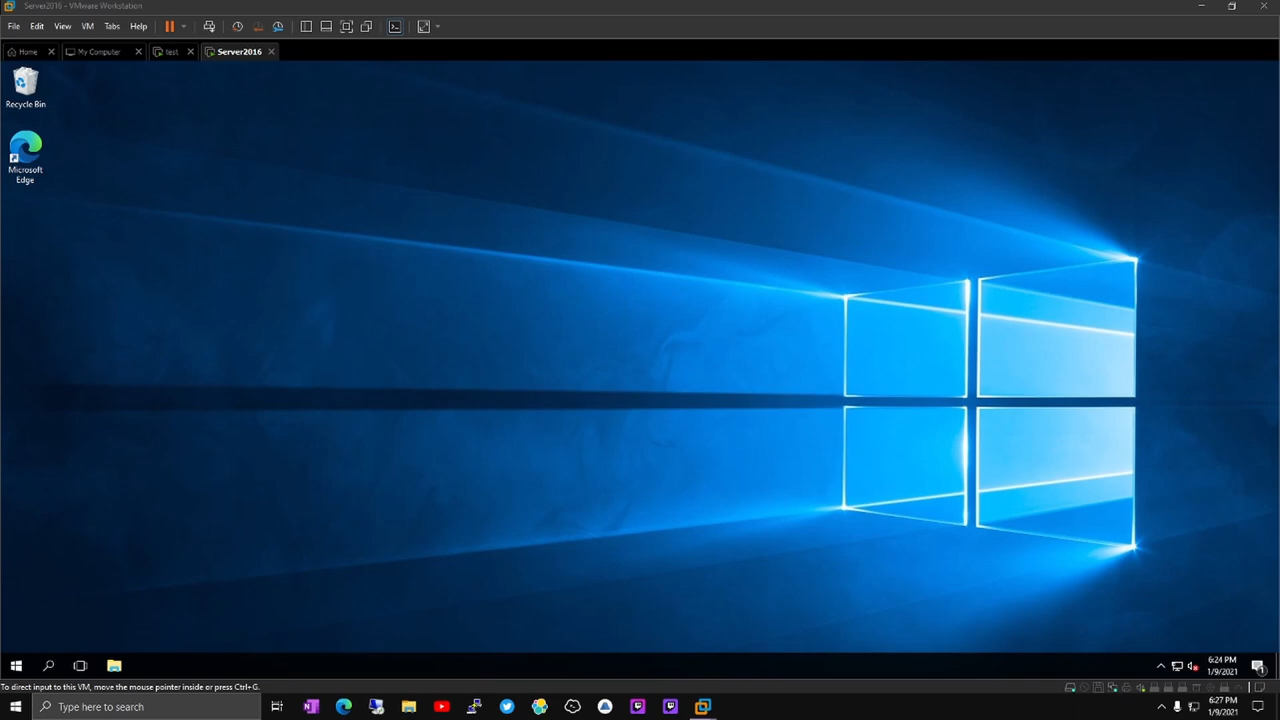 Server2016 - VMware Workstation
File Edit View VM Tabs Help
Home My Computer test Server2016
Recycle Bin
Microsoft
Edge
6:24 PM
1/9/2021
1
To direct input to this VM, move the mouse pointer inside or press Ctrl+G.
Type here to search
6:27 PM
1/9/2021